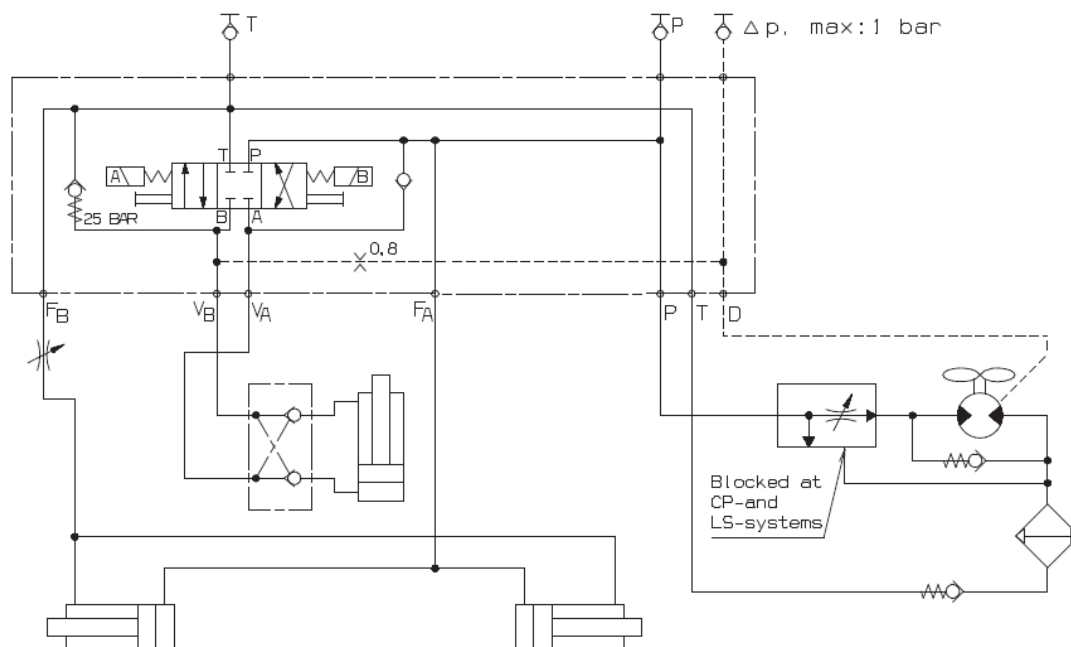 T
P
Δp, max:1 bar
T P
A
B
25 BAR
B A
0,8
FB
VB
VA
FA
P
T
D
Blocked at
CP-and
LS-systems